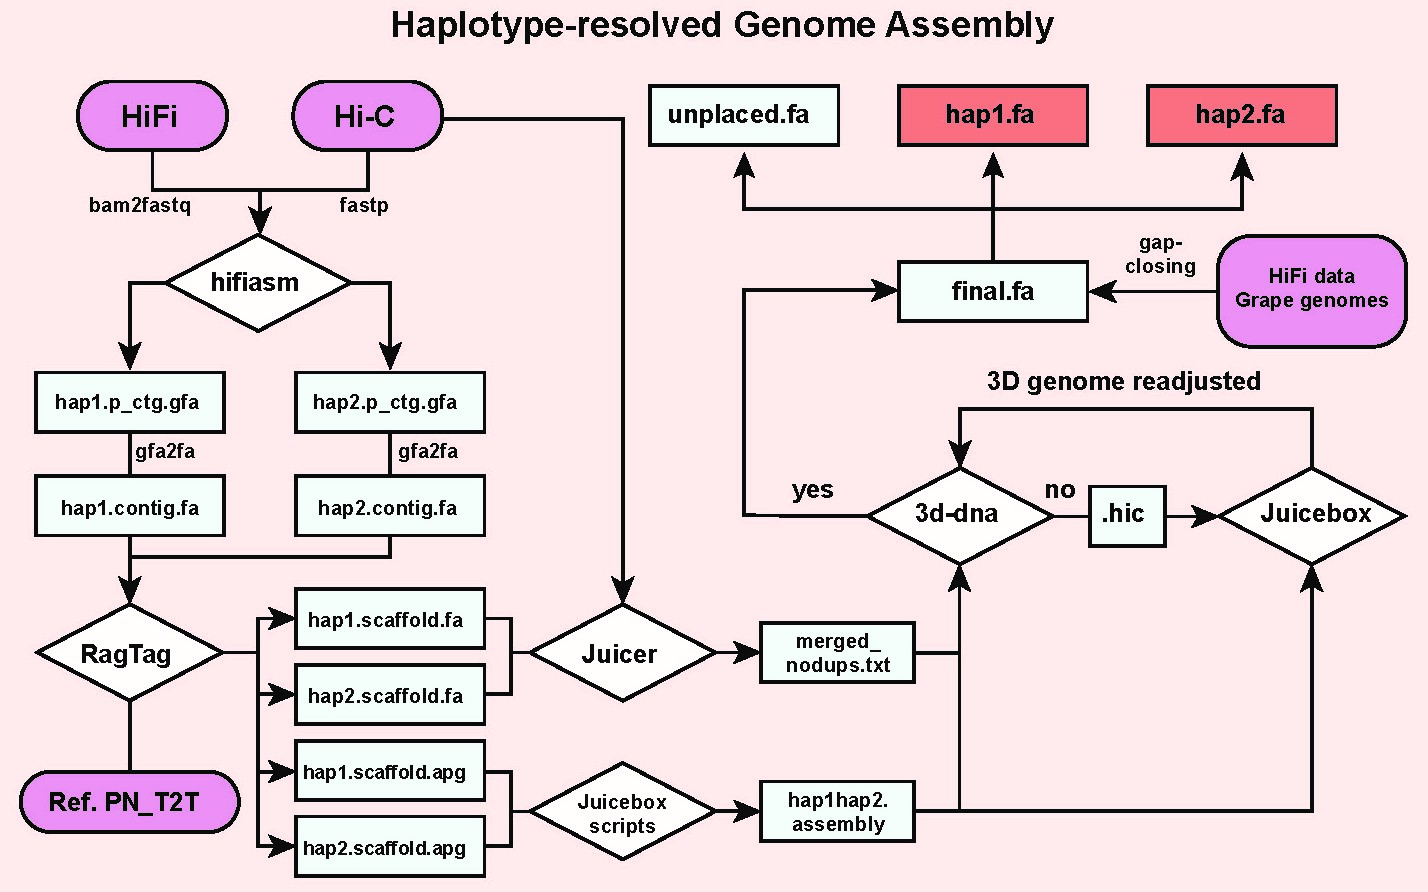 Haplotype-resolved Genome Assembly
HiFi
Hi-C
bam2fastq
fastp
hifiasm
hap1.p_ctg.gfa
hap2.p_ctg.gfa
gfa2fa
gfa2fa
hap1.contig.fa
hap2.contig.fa
RagTag
Ref. PN_T2T
hap1.scaffold.fa
hap2.scaffold.fa
hap1.scaffold.apg
hap2.scaffold.apg
Juicer
Juicebox
scripts
merged_
nodups.txt
hap1hap2.
assembly
unplaced.fa
hap1.fa
hap2.fa
final.fa
gap-
closing
HiFi data
Grape genomes
3D genome readjusted
yes
3d-dna
no
.hic
Juicebox